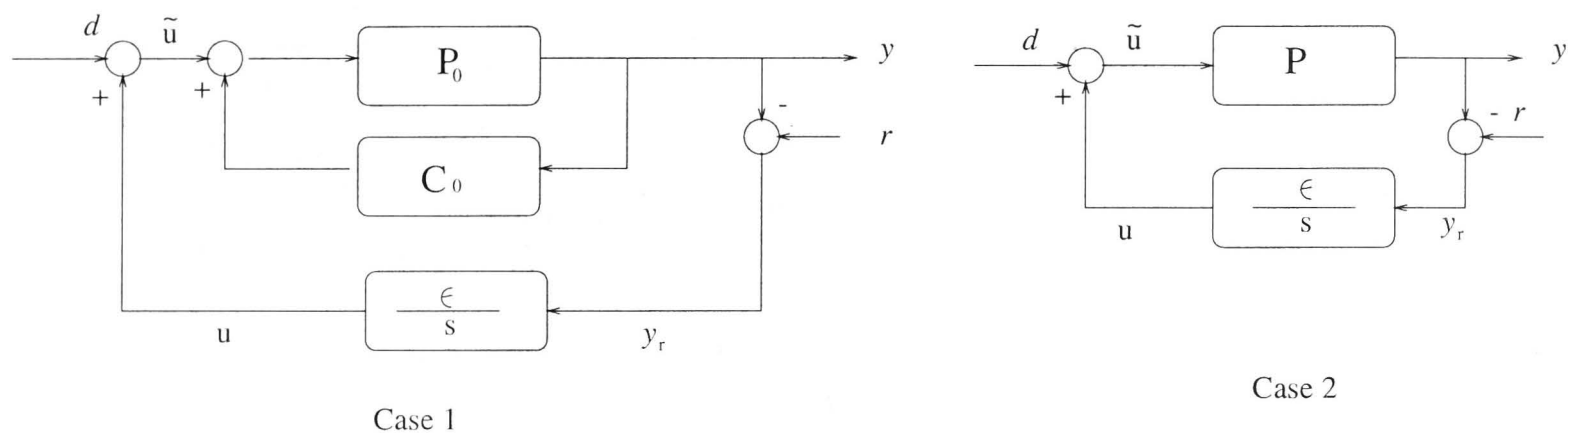 d
ũ
+
+
P₀
y
C₀
-
r
ϵ
s
u
yᵣ
Case 1
d
ũ
+
P
y
- r
ϵ
s
u
yᵣ
Case 2